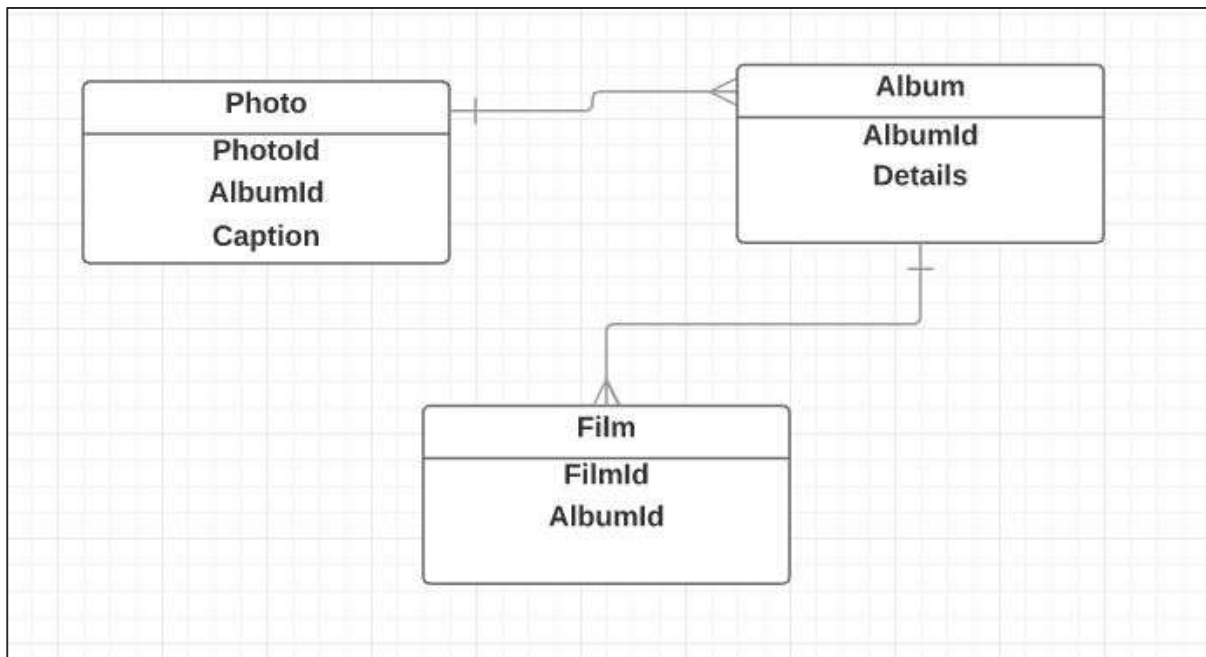 Photo
PhotoId
AlbumId
Caption
Album
AlbumId
Details
Film
FilmId
AlbumId